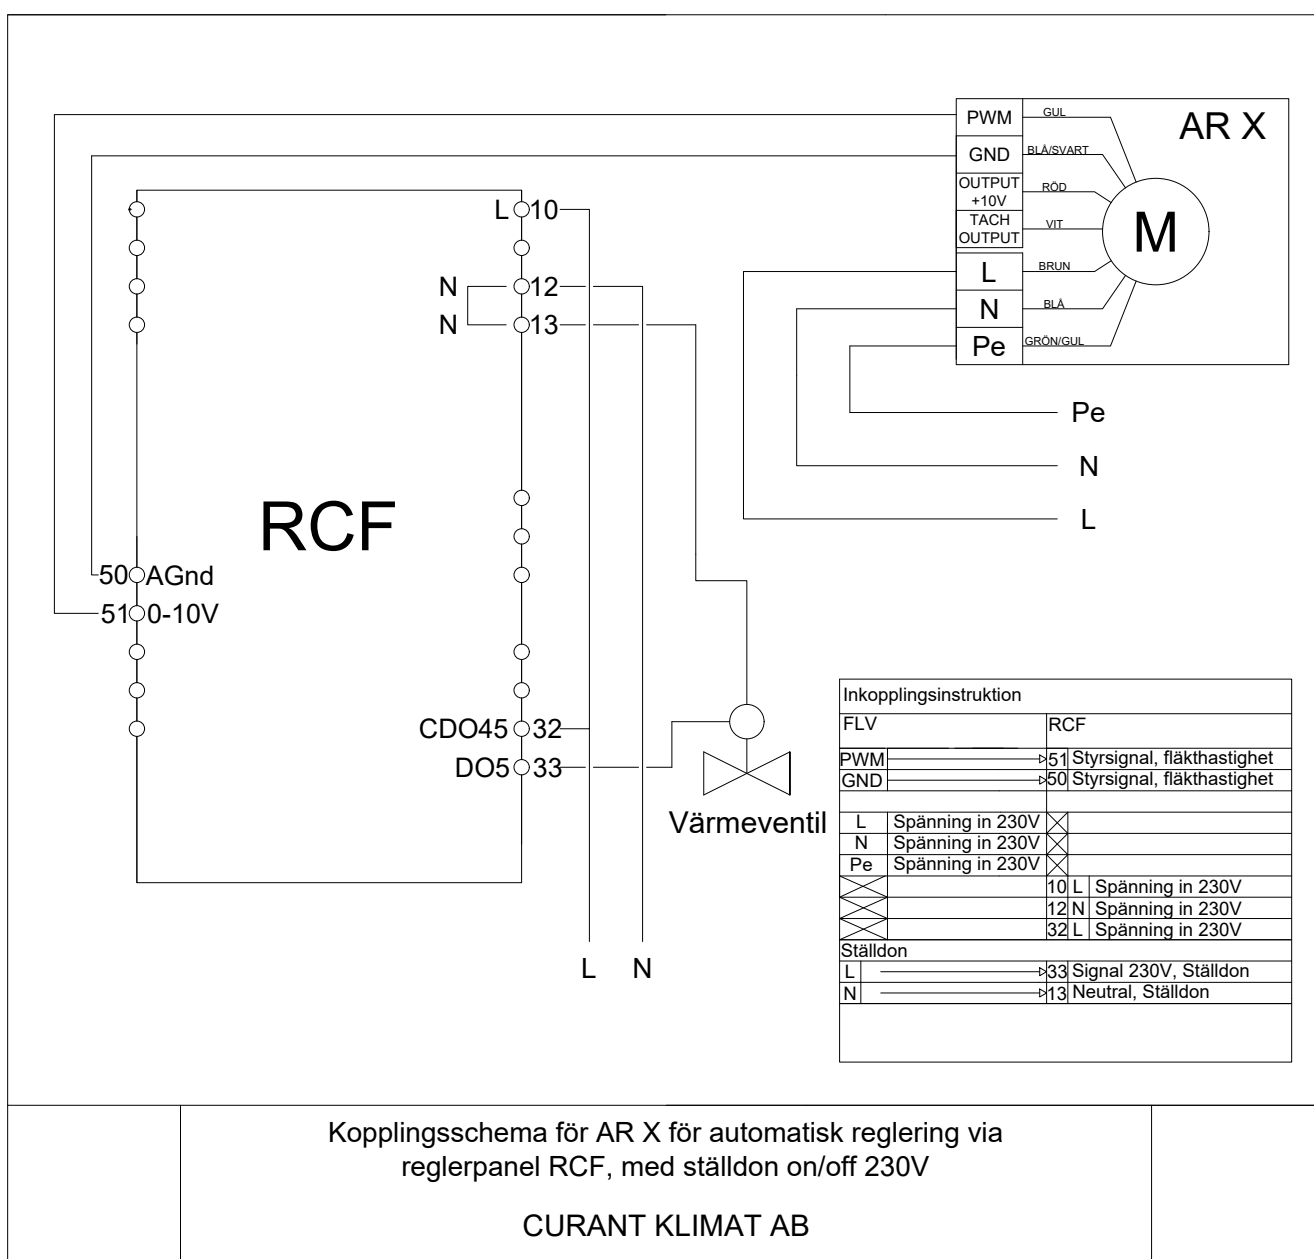 PWM
GUL
AR X
GND
BLÅ/SVART
OUTPUT
+10V
RÖD
TACH
OUTPUT
VIT
M
L
BRUN
N
BLÅ
Pe
GRÖN/GUL
L 10
N 12
N 13
Pe
N
L
RCF
50 AGnd
51 0-10V
CDO45 32
DO5 33
Värmeventil
L N
Inkopplingsinstruktion
FLV RCF
PWM 51 Styrsignal, fläkthastighet
GND 50 Styrsignal, fläkthastighet
L Spänning in 230V
N Spänning in 230V
Pe Spänning in 230V
10 L Spänning in 230V
12 N Spänning in 230V
32 L Spänning in 230V
Ställdon
L 33 Signal 230V, Ställdon
N 13 Neutral, Ställdon
Kopplingsschema för AR X för automatisk reglering via
reglerpanel RCF, med ställdon on/off 230V
CURANT KLIMAT AB